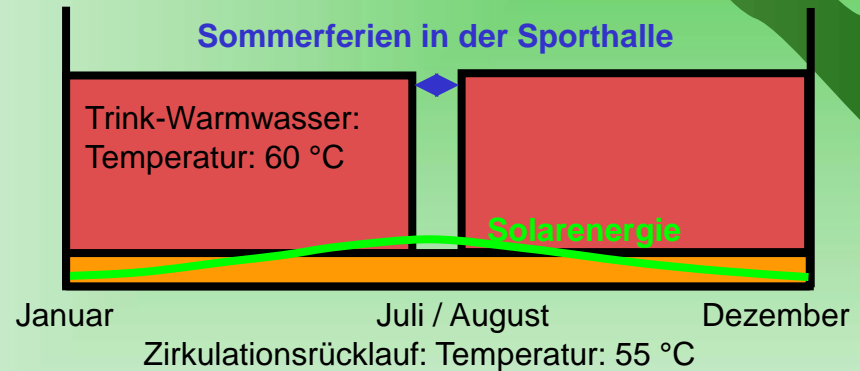 Sommerferien in der Sporthalle
Trink-Warmwasser:
Temperatur: 60 °C
Solarenergie
Januar Juli / August Dezember
Zirkulationsrücklauf: Temperatur: 55 °C